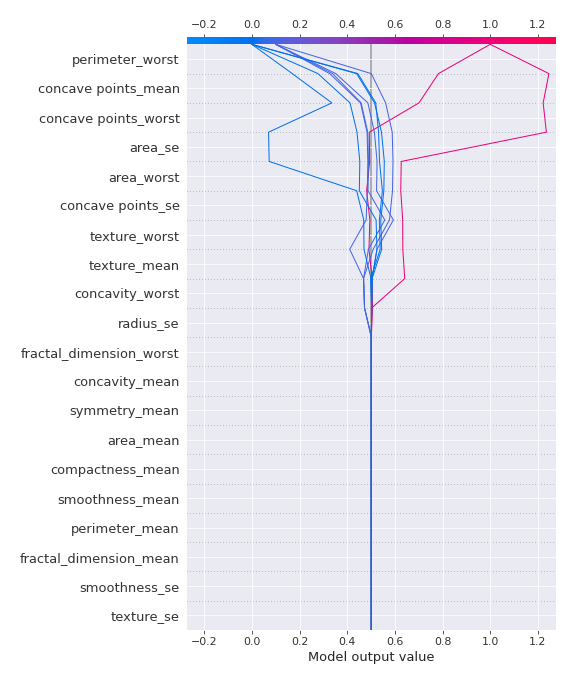 −0.2 0.0 0.2 0.4 0.6 0.8 1.0 1.2
perimeter_worst
concave points_mean
concave points_worst
area_se
area_worst
concave points_se
texture_worst
texture_mean
concavity_worst
radius_se
fractal_dimension_worst
concavity_mean
symmetry_mean
area_mean
compactness_mean
smoothness_mean
perimeter_mean
fractal_dimension_mean
smoothness_se
texture_se
−0.2 0.0 0.2 0.4 0.6 0.8 1.0 1.2
Model output value